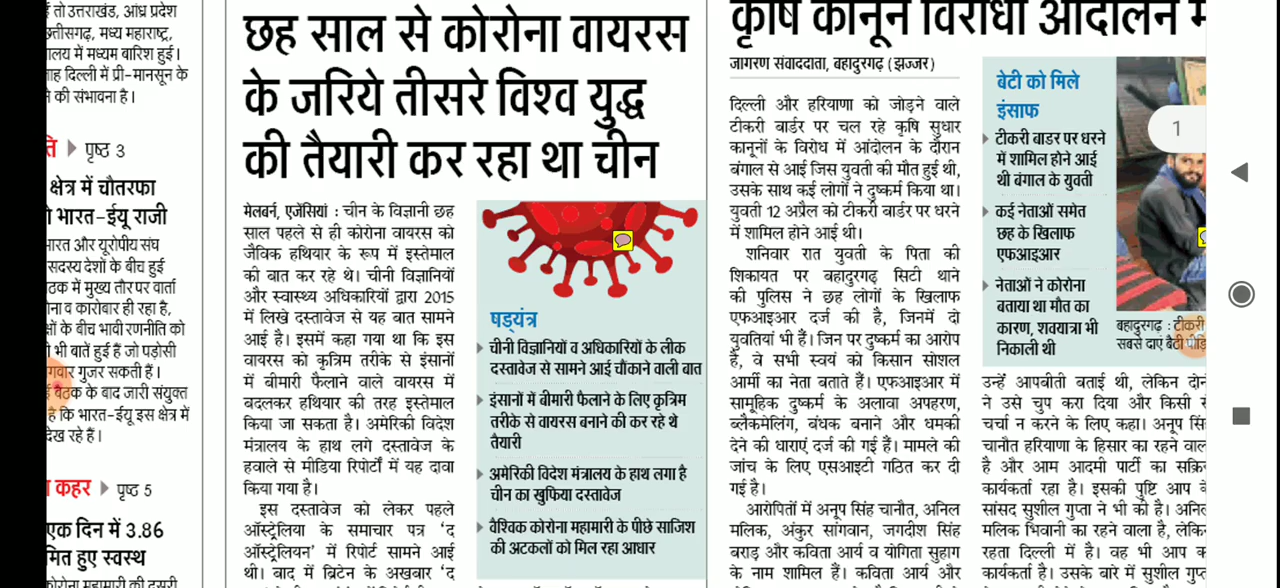 तो उत्तराखंड, आंध्र प्रदेश
छत्तीसगढ़, मध्य महाराष्ट्र,
में मध्यम बारिश हुई।
दिल्ली में प्री-मानसून के
की संभावना है।
पृष्ठ 3
क्षेत्र में चौतरफा
भारत-ईयू राजी
भारत और यूरोपीय संघ
सदस्य देशों के बीच हुई
में मुख्य तौर पर वार्ता
व कारोबार ही रहा है,
के बीच भावी रणनीति को
भी बातें हुई हैं जो पड़ोसी
गुजर सकती हैं।
बैठक के बाद जारी संयुक्त
है कि भारत-ईयू इस क्षेत्र में
देख रहे हैं।
कहर पृष्ठ 5
एक दिन में 3.86
हुए स्वस्थ
कोरोना महामारी की दूसरी
छह साल से कोरोना वायरस
के जरिये तीसरे विश्व युद्ध
की तैयारी कर रहा था चीन
मेलबर्न, एजेंसियां : चीन के विज्ञानी छह
साल पहले से ही कोरोना वायरस को
जैविक हथियार के रूप में इस्तेमाल
की बात कर रहे थे। चीनी विज्ञानियों
और स्वास्थ्य अधिकारियों द्वारा 2015
में लिखे दस्तावेज से यह बात सामने
आई है। इसमें कहा गया था कि इस
वायरस को कृत्रिम तरीके से इंसानों
में बीमारी फैलाने वाले वायरस में
बदलकर हथियार की तरह इस्तेमाल
किया जा सकता है। अमेरिकी विदेश
मंत्रालय के हाथ लगे दस्तावेज के
हवाले से मीडिया रिपोर्टों में यह दावा
किया गया है।
इस दस्तावेज को लेकर पहले
ऑस्ट्रेलिया के समाचार पत्र ‘द
ऑस्ट्रेलियन’ में रिपोर्ट सामने आई
थी। बाद में ब्रिटेन के अखबार ‘द
षड्यंत्र
चीनी विज्ञानियों व अधिकारियों के लीक
दस्तावेज से सामने आई चौंकाने वाली बात
इंसानों में बीमारी फैलाने के लिए कृत्रिम
तरीके से वायरस बनाने की कर रहे थे
तैयारी
अमेरिकी विदेश मंत्रालय के हाथ लगा है
चीन का खुफिया दस्तावेज
वैश्विक कोरोना महामारी के पीछे साजिश
की अटकलों को मिल रहा आधार
कृषि कानून विरोधी आंदोलन
जागरण संवाददाता, बहादुरगढ़ (झज्जर)
दिल्ली और हरियाणा को जोड़ने वाले
टीकरी बार्डर पर चल रहे कृषि सुधार
कानूनों के विरोध में आंदोलन के दौरान
बंगाल से आई जिस युवती की मौत हुई थी,
उसके साथ कई लोगों ने दुष्कर्म किया था।
युवती 12 अप्रैल को टीकरी बार्डर पर धरने
में शामिल होने आई थी।
शनिवार रात युवती के पिता की
शिकायत पर बहादुरगढ़ सिटी थाने
की पुलिस ने छह लोगों के खिलाफ
एफआइआर दर्ज की है, जिनमें दो
युवतियां भी हैं। जिन पर दुष्कर्म का आरोप
है, वे सभी स्वयं को किसान सोशल
आर्मी का नेता बताते हैं। एफआइआर में
सामूहिक दुष्कर्म के अलावा अपहरण,
ब्लैकमेलिंग, बंधक बनाने और धमकी
देने की धाराएं दर्ज की गई हैं। मामले की
जांच के लिए एसआइटी गठित कर दी
गई है।
आरोपितों में अनूप सिंह चानौत, अनिल
मलिक, अंकुर सांगवान, जगदीश सिंह
बराड़ और कविता आर्य व योगिता सुहाग
के नाम शामिल हैं। कविता आर्य और
बेटी को मिले
इंसाफ
टीकरी बाडर पर धरने
में शामिल होने आई
थी बंगाल के युवती
कई नेताओं समेत
छह के खिलाफ
एफआइआर
नेताओं ने कोरोना
बताया था मौत का
कारण, शवयात्रा भी
निकाली थी
1
बहादुरगढ़ : टीकरी
सबसे दाएं बैठी
उन्हें आपबीती बताई थी, लेकिन
ने उसे चुप करा दिया और किसी
चर्चा न करने के लिए कहा। अनूप
चानौत हरियाणा के हिसार का रहने
है और आम आदमी पार्टी का
कार्यकर्ता रहा है। इसकी पुष्टि आप
सांसद सुशील गुप्ता ने भी की है।
मलिक भिवानी का रहने वाला है,
रहता दिल्ली में है। वह भी आप
कार्यकर्ता है। उसके बारे में सुशील